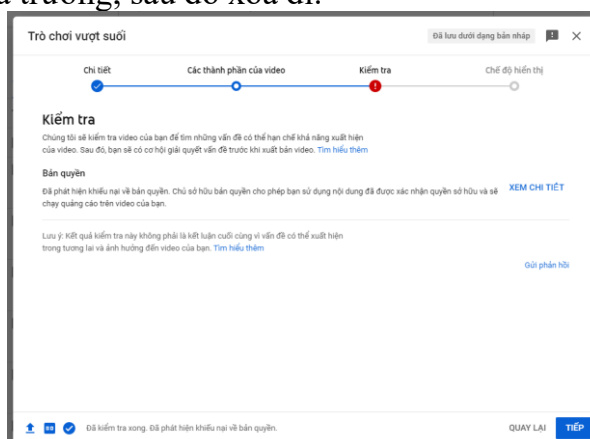 trường, sau đó xóa đi.
Trò chơi vượt suối
Đã lưu dưới dạng bản nháp
Chi tiết
Các thành phần của video
Kiểm tra
Chế độ hiển thị
Kiểm tra
Chúng tôi sẽ kiểm tra video của bạn để tìm những vấn đề có thể hạn chế khả năng xuất hiện
của video. Sau đó, bạn sẽ có cơ hội giải quyết vấn đề trước khi xuất bản video. Tìm hiểu thêm
Bản quyền
Đã phát hiện khiếu nại về bản quyền. Chủ sở hữu bản quyền cho phép bạn sử dụng nội dung đã được xác nhận quyền sở hữu và sẽ
chạy quảng cáo trên video của bạn.
XEM CHI TIẾT
Lưu ý: Kết quả kiểm tra này không phải là kết luận cuối cùng vì vấn đề có thể xuất hiện
trong tương lai và ảnh hưởng đến video của bạn. Tìm hiểu thêm
Gửi phản hồi
Đã kiểm tra xong. Đã phát hiện khiếu nại về bản quyền.
QUAY LẠI
TIẾP